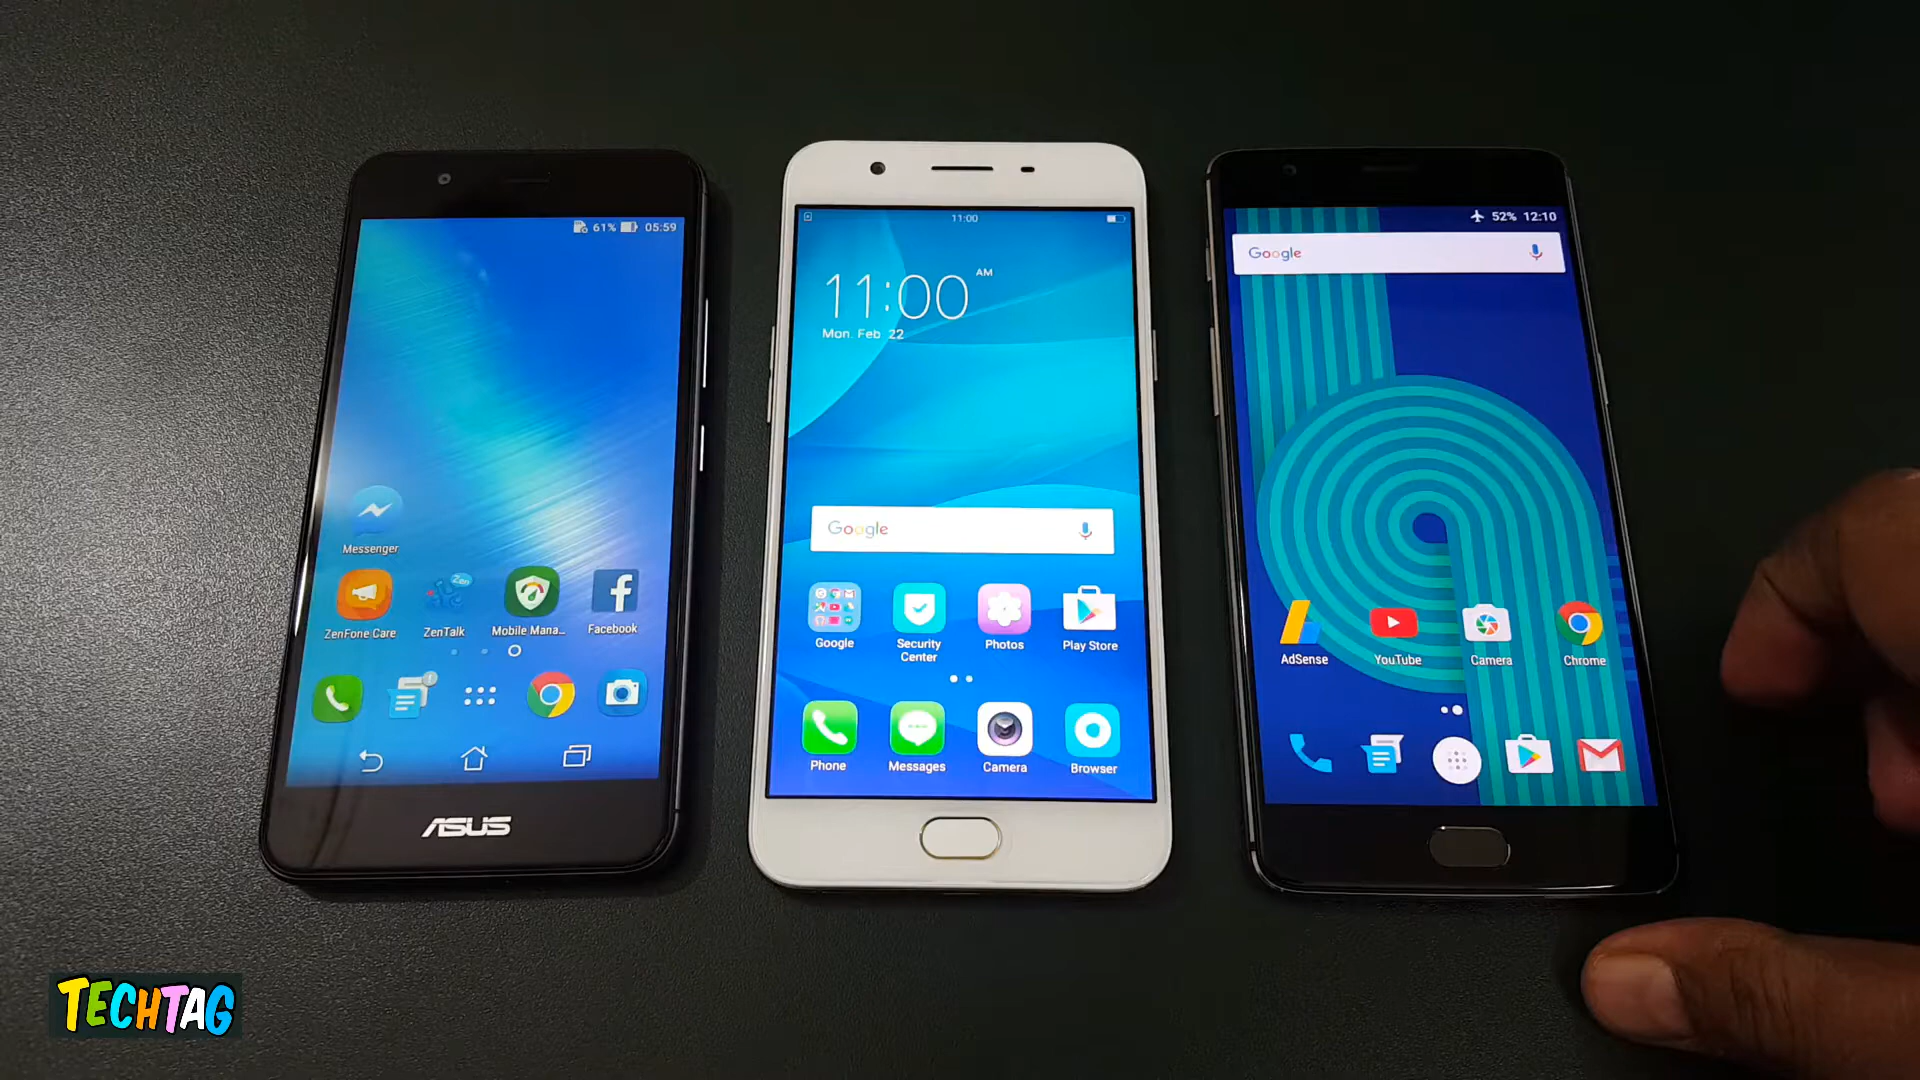 61% 05:59
Messenger
ZenFone Care ZenTalk Mobile Mana... Facebook
ASUS
11:00
11:00 AM
Mon. Feb 22
Google
Google Security Center Photos Play Store
Phone Messages Camera Browser
52% 12:10
Google
AdSense YouTube Camera Chrome
TECHTAG